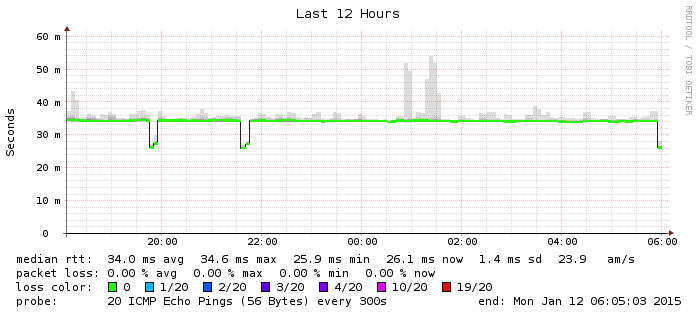 Last 12 Hours
RRDTOOL / TOBI OETIKER
Seconds
60 m
50 m
40 m
30 m
20 m
10 m
0
20:00 22:00 00:00 02:00 04:00 06:00
median rtt: 34.0 ms avg 34.6 ms max 25.9 ms min 26.1 ms now 1.4 ms sd 23.9 am/s
packet loss: 0.00 % avg 0.00 % max 0.00 % min 0.00 % now
loss color: 0 1/20 2/20 3/20 4/20 10/20 19/20
probe: 20 ICMP Echo Pings (56 Bytes) every 300s end: Mon Jan 12 06:05:03 2015